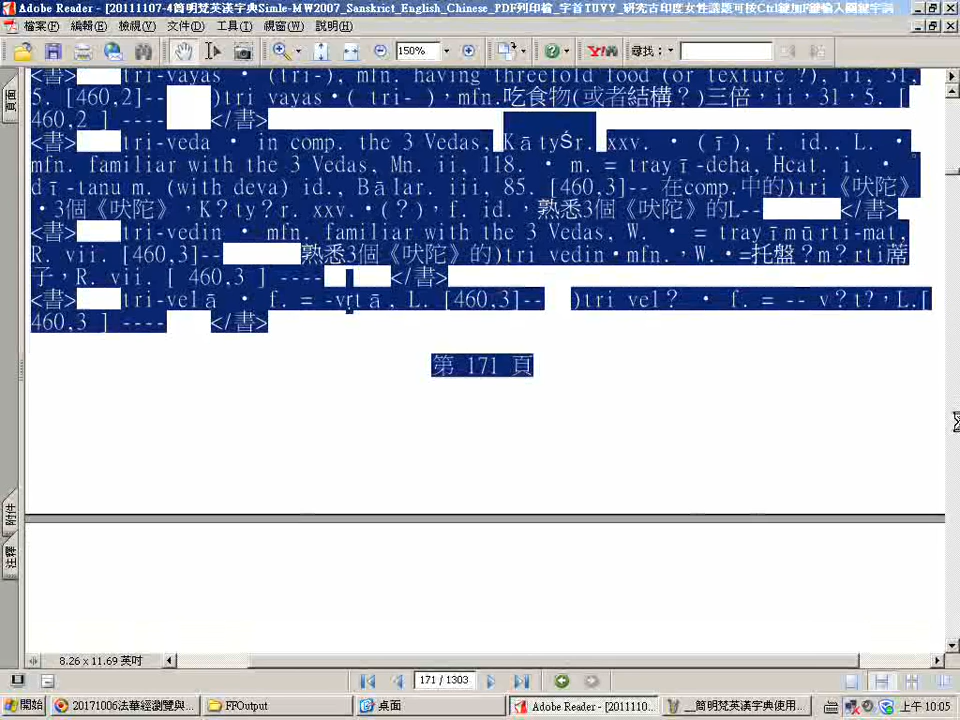 Adobe Reader - [20111107-4簡明梵英漢字典Simle-MW2007_Sanskrict_English_Chinese_PDF列印檔_字首TUVY_研究古印度女性議題可按Ctrl鍵加F鍵輸入關鍵字詞
檔案(F) 編輯(E) 檢視(V) 文件(D) 工具(T) 視窗(W) 說明(H)
150% 尋找：
頁面
<書> tri-vayas • (tri-), mfn. having threefold food (or texture ?), ii, 31,
5. [460,2]-- )tri vayas•( tri- ), mfn.吃食物(或者結構？)三倍，ii，31，5. [
460,2 ] ---- </書>
<書> tri-veda • in comp. the 3 Vedas, KātyŚr. xxv. • (ī), f. id., L. •
mfn. familiar with the 3 Vedas, Mn. ii, 118. • m. = trayī-deha, Hcat. i. •
dī-tanu m. (with deva) id., Bālar. iii, 85. [460,3]-- 在comp.中的)tri《吠陀》
•3個《吠陀》，K？ty？r. xxv. •(？)，f. id.，熟悉3個《吠陀》的L-- </書>
<書> tri-vedin • mfn. familiar with the 3 Vedas, W. • = trayīmūrti-mat,
R. vii. [460,3]-- 熟悉3個《吠陀》的)tri vedin•mfn.，W.•=托盤？m？rti蓆
子，R. vii. [ 460,3 ] ---- </書>
<書> tri-velā • f. = -vṛtā, L. [460,3]-- )tri vel？ • f. = -- v？t?，L.[
460,3 ] ---- </書>
第 171 頁
附件
注釋
8.26 x 11.69 英吋
171 / 1303
開始 20171006法華經瀏覽與... FFOutput 桌面 Adobe Reader - [201110... __簡明梵英漢字典使用... 上午 10:05